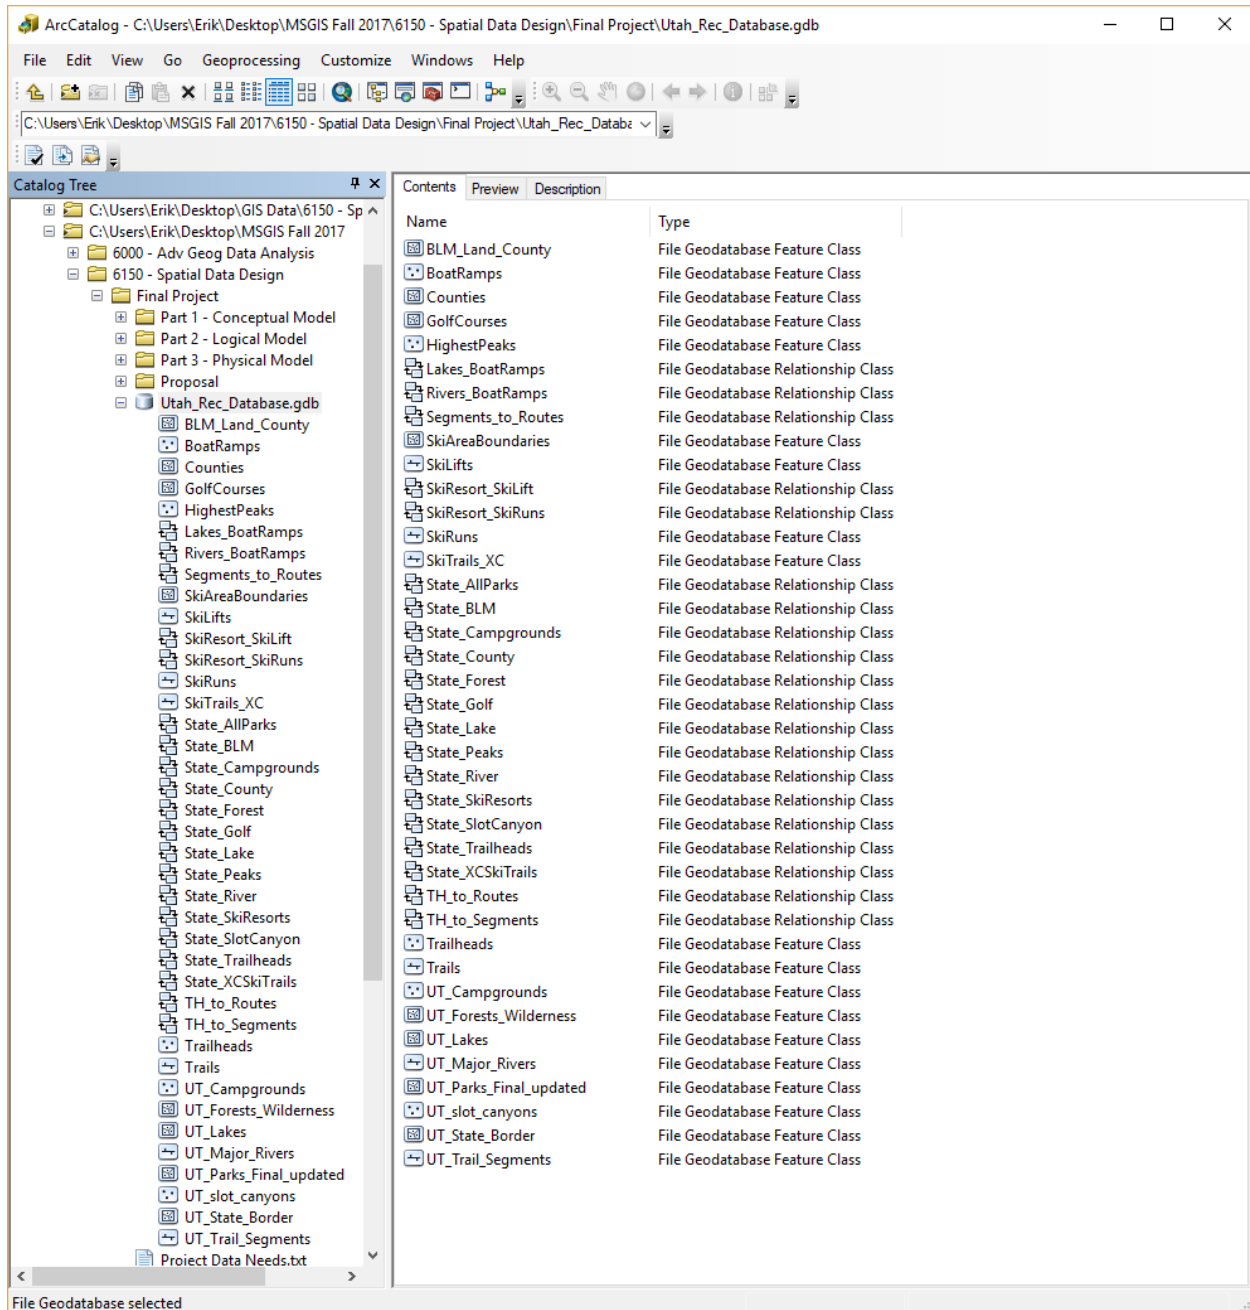 ArcCatalog - C:\Users\Erik\Desktop\MSGIS Fall 2017\6150 - Spatial Data Design\Final Project\Utah_Rec_Database.gdb
File Edit View Go Geoprocessing Customize Windows Help
C:\Users\Erik\Desktop\MSGIS Fall 2017\6150 - Spatial Data Design\Final Project\Utah_Rec_Databa
Catalog Tree
C:\Users\Erik\Desktop\GIS Data\6150 - Sp
C:\Users\Erik\Desktop\MSGIS Fall 2017
6000 - Adv Geog Data Analysis
6150 - Spatial Data Design
Final Project
Part 1 - Conceptual Model
Part 2 - Logical Model
Part 3 - Physical Model
Proposal
Utah_Rec_Database.gdb
BLM_Land_County
BoatRamps
Counties
GolfCourses
HighestPeaks
Lakes_BoatRamps
Rivers_BoatRamps
Segments_to_Routes
SkiAreaBoundaries
SkiLifts
SkiResort_SkiLift
SkiResort_SkiRuns
SkiRuns
SkiTrails_XC
State_AllParks
State_BLM
State_Campgrounds
State_County
State_Forest
State_Golf
State_Lake
State_Peaks
State_River
State_SkiResorts
State_SlotCanyon
State_Trailheads
State_XCSkiTrails
TH_to_Routes
TH_to_Segments
Trailheads
Trails
UT_Campgrounds
UT_Forests_Wilderness
UT_Lakes
UT_Major_Rivers
UT_Parks_Final_updated
UT_slot_canyons
UT_State_Border
UT_Trail_Segments
Project Data Needs.txt
Contents Preview Description
Name Type
BLM_Land_County File Geodatabase Feature Class
BoatRamps File Geodatabase Feature Class
Counties File Geodatabase Feature Class
GolfCourses File Geodatabase Feature Class
HighestPeaks File Geodatabase Feature Class
Lakes_BoatRamps File Geodatabase Relationship Class
Rivers_BoatRamps File Geodatabase Relationship Class
Segments_to_Routes File Geodatabase Relationship Class
SkiAreaBoundaries File Geodatabase Feature Class
SkiLifts File Geodatabase Feature Class
SkiResort_SkiLift File Geodatabase Relationship Class
SkiResort_SkiRuns File Geodatabase Relationship Class
SkiRuns File Geodatabase Feature Class
SkiTrails_XC File Geodatabase Feature Class
State_AllParks File Geodatabase Relationship Class
State_BLM File Geodatabase Relationship Class
State_Campgrounds File Geodatabase Relationship Class
State_County File Geodatabase Relationship Class
State_Forest File Geodatabase Relationship Class
State_Golf File Geodatabase Relationship Class
State_Lake File Geodatabase Relationship Class
State_Peaks File Geodatabase Relationship Class
State_River File Geodatabase Relationship Class
State_SkiResorts File Geodatabase Relationship Class
State_SlotCanyon File Geodatabase Relationship Class
State_Trailheads File Geodatabase Relationship Class
State_XCSkiTrails File Geodatabase Relationship Class
TH_to_Routes File Geodatabase Relationship Class
TH_to_Segments File Geodatabase Relationship Class
Trailheads File Geodatabase Feature Class
Trails File Geodatabase Feature Class
UT_Campgrounds File Geodatabase Feature Class
UT_Forests_Wilderness File Geodatabase Feature Class
UT_Lakes File Geodatabase Feature Class
UT_Major_Rivers File Geodatabase Feature Class
UT_Parks_Final_updated File Geodatabase Feature Class
UT_slot_canyons File Geodatabase Feature Class
UT_State_Border File Geodatabase Feature Class
UT_Trail_Segments File Geodatabase Feature Class
File Geodatabase selected